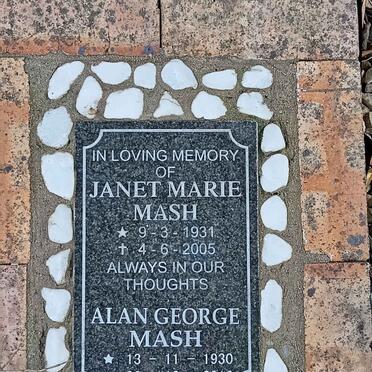 IN LOVING MEMORY
OF
JANET MARIE
MASH
★ 9-3-1931
✝ 4-6-2005
ALWAYS IN OUR
THOUGHTS
ALAN GEORGE
MASH
★ 13 - 11 - 1930